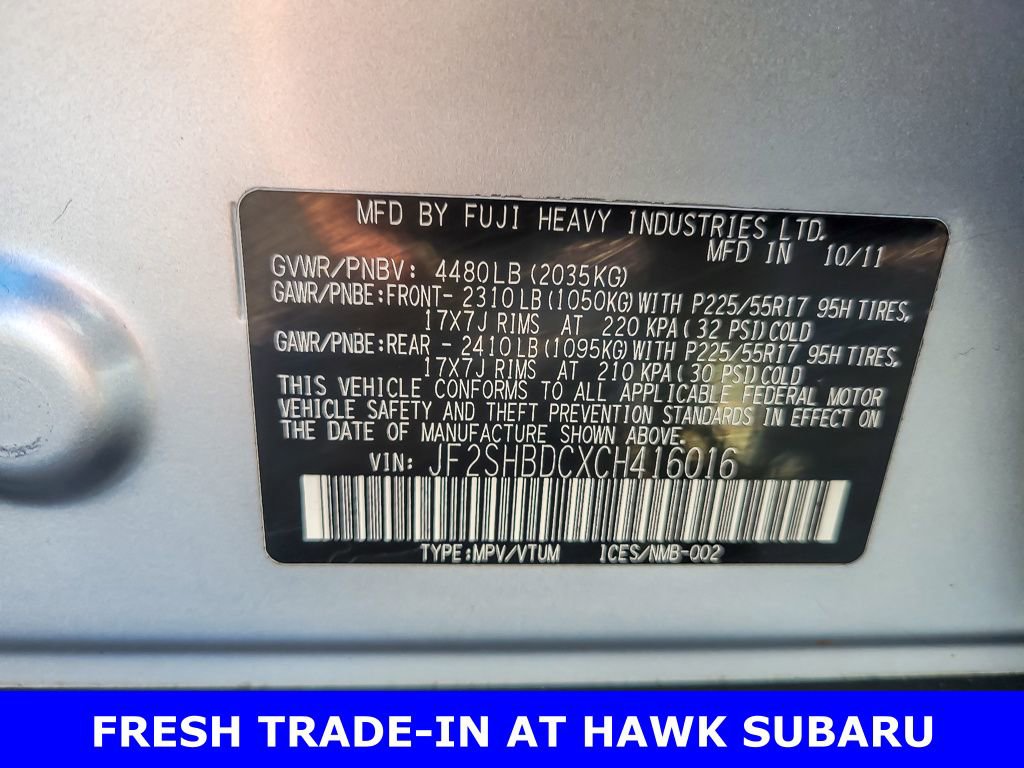 MFD BY FUJI HEAVY INDUSTRIES LTD.
MFD IN 10/11
GVWR/PNBV: 4480LB (2035KG)
GAWR/PNBE:FRONT- 2310LB (1050KG) WITH P225/55R17 95H TIRES,
17X7J RIMS AT 220 KPA ( 32 PSI) COLD
GAWR/PNBE:REAR - 2410LB (1095KG) WITH P225/55R17 95H TIRES,
17X7J RIMS AT 210 KPA (30 PSI) COLD
THIS VEHICLE CONFORMS TO ALL APPLICABLE FEDERAL MOTOR
VEHICLE SAFETY AND THEFT PREVENTION STANDARDS IN EFFECT ON
THE DATE OF MANUFACTURE SHOWN ABOVE.
VIN: JF2SHBDCXCH416016
TYPE:MPV/VTUM ICES/NMB-002
FRESH TRADE-IN AT HAWK SUBARU